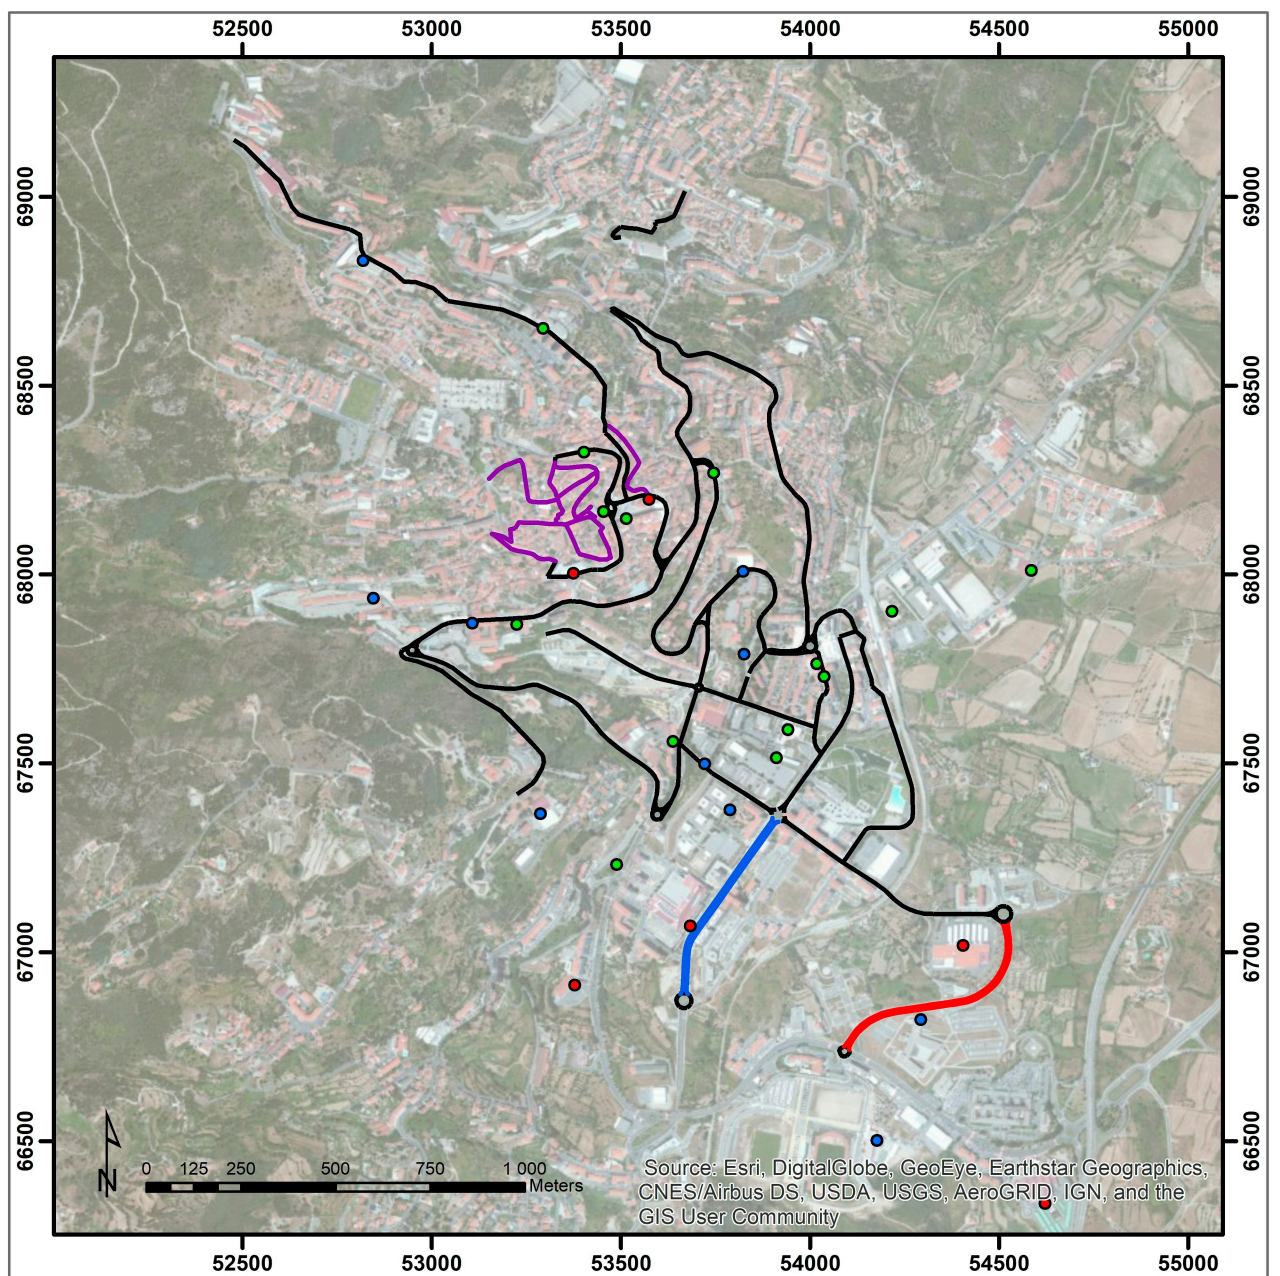 52500 53000 53500 54000 54500 55000
69000 69000
68500 68500
68000 68000
67500 67500
67000 67000
66500 66500
N
0 125 250 500 750 1 000
Meters
Source: Esri, DigitalGlobe, GeoEye, Earthstar Geographics,
CNES/Airbus DS, USDA, USGS, AeroGRID, IGN, and the
GIS User Community
52500 53000 53500 54000 54500 55000